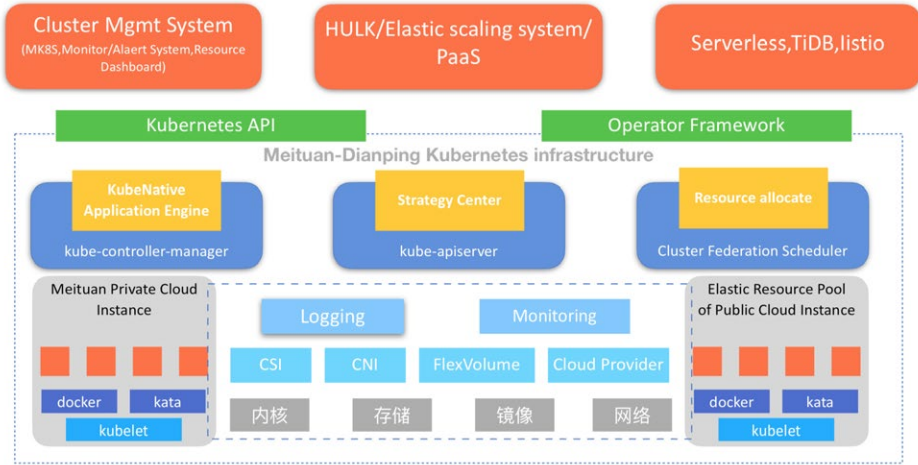 Cluster Mgmt System
(MK8S,Monitor/Alaert System,Resource
Dashboard)
HULK/Elastic scaling system/
PaaS
Serverless,TiDB,Iistio
Kubernetes API
Operator Framework
Meituan-Dianping Kubernetes infrastructure
KubeNative
Application Engine
kube-controller-manager
Strategy Center
kube-apiserver
Resource allocate
Cluster Federation Scheduler
Meituan Private Cloud
Instance
docker
kata
kubelet
Logging
Monitoring
CSI
CNI
FlexVolume
Cloud Provider
内核
存储
镜像
网络
Elastic Resource Pool
of Public Cloud Instance
docker
kata
kubelet